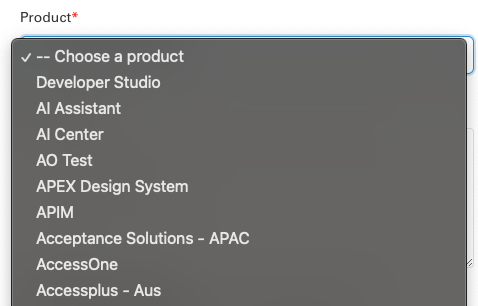 Product*
✓ -- Choose a product
Developer Studio
AI Assistant
AI Center
AO Test
APEX Design System
APIM
Acceptance Solutions - APAC
AccessOne
Accessplus - Aus